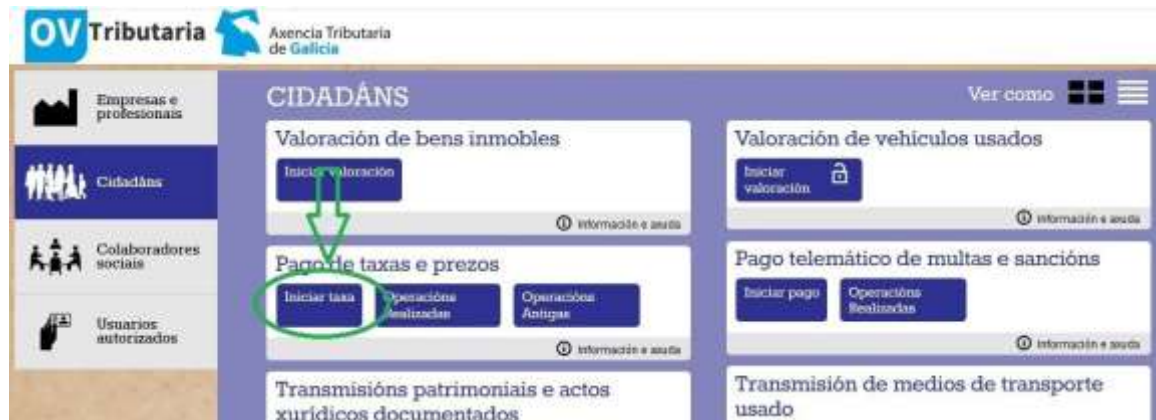 OV Tributaria
Axencia Tributaria
de Galicia
Empresas e
profesionais
Cidadáns
Colaboradores
sociais
Usuarios
autorizados
CIDADÁNS
Ver como
Valoración de bens inmobles
Iniciar valoración
Información e axuda
Valoración de vehículos usados
Iniciar
valoración
Información e axuda
Pago de taxas e prezos
Iniciar taxa
Operacións
Realizadas
Operacións
Antigas
Información e axuda
Pago telemático de multas e sancións
Iniciar pago
Operacións
Realizadas
Información e axuda
Transmisións patrimoniais e actos
xurídicos documentados
Transmisión de medios de transporte
usado